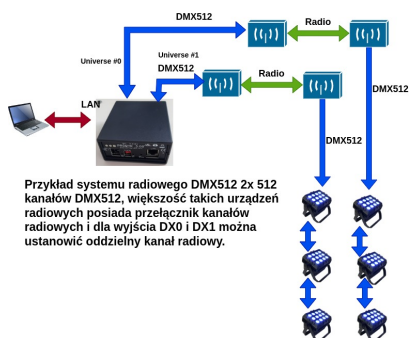 DMX512
Radio
Universe #0
Universe #1
DMX512
Radio
DMX512
LAN
DMX512
Przykład systemu radiowego DMX512 2x 512
kanałów DMX512, większość takich urządzeń
radiowych posiada przełącznik kanałów
radiowych i dla wyjścia DX0 i DX1 można
ustanowić oddzielny kanał radiowy.